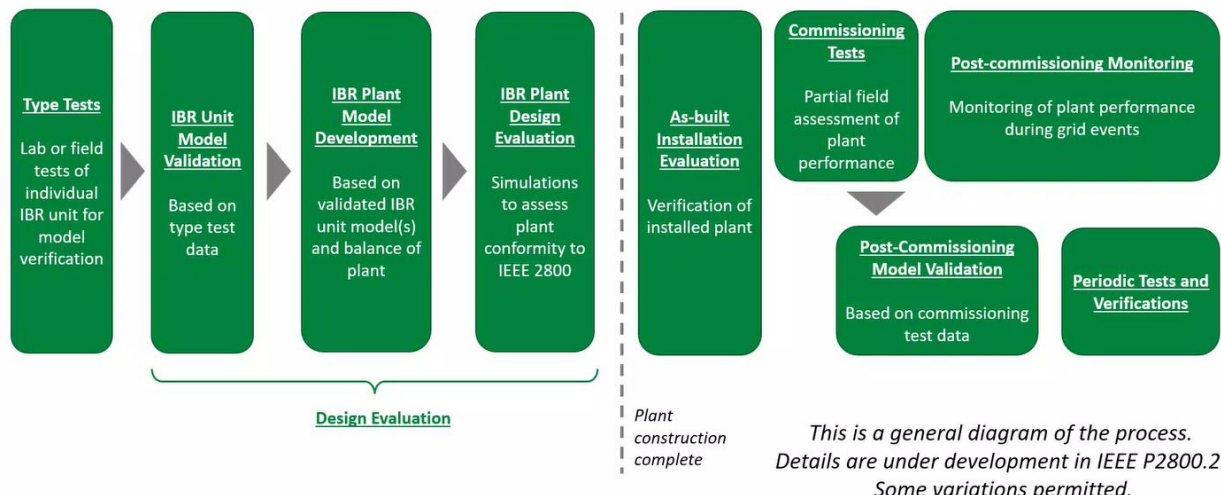 Type Tests
Lab or field
tests of
individual
IBR unit for
model
verification
IBR Unit
Model
Validation
Based on
type test
data
IBR Plant
Model
Development
Based on
validated IBR
unit model(s)
and balance of
plant
IBR Plant
Design
Evaluation
Simulations
to assess
plant
conformity to
IEEE 2800
Design Evaluation
Plant
construction
complete
As-built
Installation
Evaluation
Verification of
installed plant
Commissioning
Tests
Partial field
assessment of
plant
performance
Post-commissioning Monitoring
Monitoring of plant performance
during grid events
Post-Commissioning
Model Validation
Based on commissioning
test data
Periodic Tests and
Verifications
This is a general diagram of the process.
Details are under development in IEEE P2800.2
Some variations permitted.